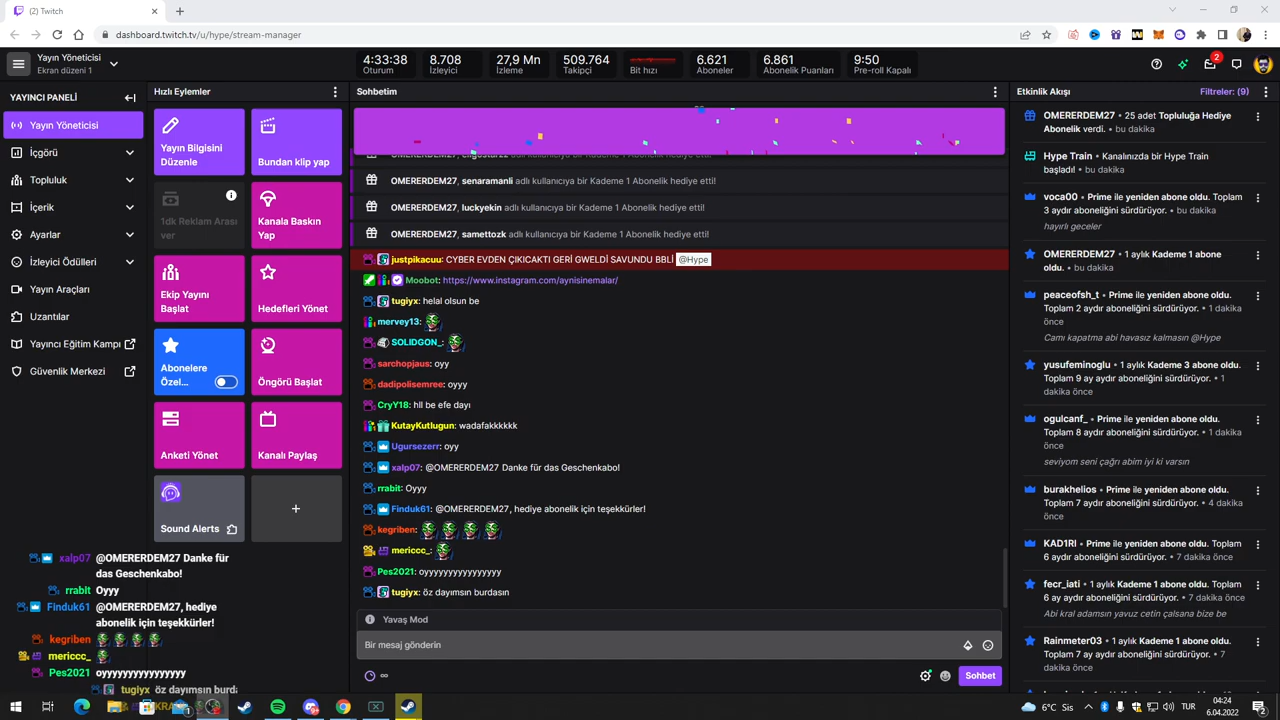 (2) Twitch
dashboard.twitch.tv/u/hype/stream-manager
Yayın Yöneticisi
Ekran düzeni 1
4:33:38
Oturum
8.708
İzleyici
27,9 Mn
İzleme
509.764
Takipçi
Bit hızı
6.621
Aboneler
6.861
Abonelik Puanları
9:50
Pre-roll Kapalı
2
YAYINCI PANELİ
Yayın Yöneticisi
İçgörü
Topluluk
İçerik
Ayarlar
İzleyici Ödülleri
Yayın Araçları
Uzantılar
Yayıncı Eğitim Kampı
Güvenlik Merkezi
Hızlı Eylemler
Yayın Bilgisini
Düzenle
Bundan klip yap
1dk Reklam Arası
ver
Kanala Baskın
Yap
Ekip Yayını
Başlat
Hedefleri Yönet
Abonelere
Özel...
Öngörü Başlat
Anketi Yönet
Kanalı Paylaş
Sound Alerts
+
xalp07 @OMERERDEM27 Danke für
das Geschenkabo!
rrabit Oyyy
Finduk61 @OMERERDEM27, hediye
abonelik için teşekkürler!
kegriben
mericcc_
Pes2021 oyyyyyyyyyyyyyyy
tugiyx öz dayımsın burda
Sohbetim
OMERERDEM27, senaramanli adlı kullanıcıya bir Kademe 1 Abonelik hediye etti!
OMERERDEM27, luckyekin adlı kullanıcıya bir Kademe 1 Abonelik hediye etti!
OMERERDEM27, samettozk adlı kullanıcıya bir Kademe 1 Abonelik hediye etti!
justpikacuu: CYBER EVDEN ÇIKICAKTI GERİ GWELDİ SAVUNDU BBLİ @Hype
Moobot: https://www.instagram.com/aynisinemalar/
tugiyx: helal olsun be
mervey13:
SOLIDGON_:
sarchopjaus: oyy
dadipolisemree: oyyy
CryY18: hll be efe dayı
KutayKutlugun: wadafakkkkkk
Ugursezerr: oyy
xalp07: @OMERERDEM27 Danke für das Geschenkabo!
rrabit: Oyyy
Finduk61: @OMERERDEM27, hediye abonelik için teşekkürler!
kegriben:
mericcc_:
Pes2021: oyyyyyyyyyyyyyyy
tugiyx: öz dayımsın burdasın
Yavaş Mod
Bir mesaj gönderin
∞
Sohbet
Etkinlik Akışı
Filtreler: (9)
OMERERDEM27 • 25 adet Topluluğa Hediye
Abonelik verdi. • bu dakika
Hype Train • Kanalınızda bir Hype Train
başladı! • bu dakika
voca00 • Prime ile yeniden abone oldu. Toplam
3 aydır aboneliğini sürdürüyor. • bu dakika
hayırlı geceler
OMERERDEM27 • 1 aylık Kademe 1 abone
oldu. • bu dakika
peaceofsh_t • Prime ile yeniden abone oldu.
Toplam 2 aydır aboneliğini sürdürüyor. • 1 dakika
önce
Camı kapatma abi havasız kalmasın @Hype
yusufeminoglu • 1 aylık Kademe 3 abone oldu.
Toplam 9 ay aydır aboneliğini sürdürüyor. • 1
dakika önce
ogulcanf_ • Prime ile yeniden abone oldu.
Toplam 8 aydır aboneliğini sürdürüyor. • 1 dakika
önce
seviyom seni çağrı abim iyi ki varsin
burakhelios • Prime ile yeniden abone oldu.
Toplam 7 aydır aboneliğini sürdürüyor. • 4 dakika
önce
KAD1RI • Prime ile yeniden abone oldu. Toplam
6 aydır aboneliğini sürdürüyor. • 7 dakika önce
fecr_iati • 1 aylık Kademe 1 abone oldu. Toplam
6 ay aydır aboneliğini sürdürüyor. • 7 dakika önce
Abi kral adamsın yavuz cetin çalsana bize be
Rainmeter03 • 1 aylık Kademe 1 abone oldu.
Toplam 7 ay aydır aboneliğini sürdürüyor. • 7
dakika önce
6°C Sis
TUR
04:24
6.04.2022
2